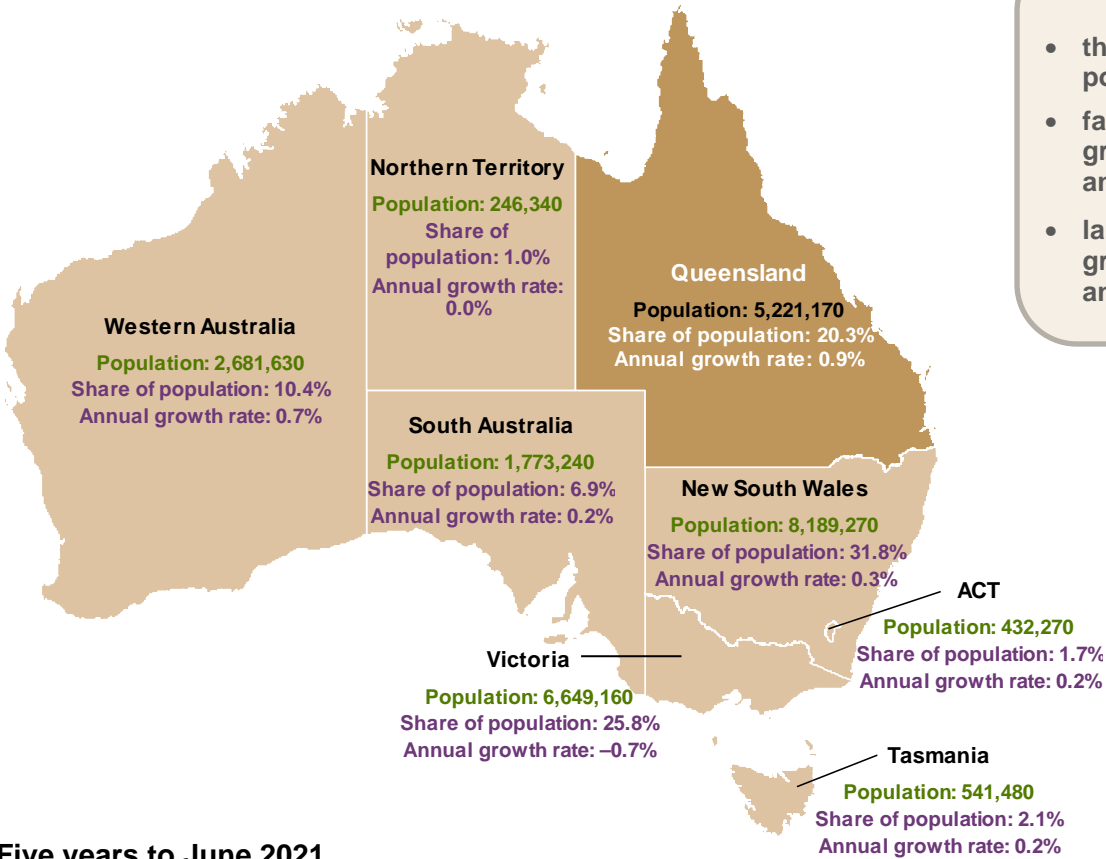 Northern Territory
Population: 246,340
Share of
population: 1.0%
Annual growth rate:
0.0%
Queensland
Population: 5,221,170
Share of population: 20.3%
Annual growth rate: 0.9%
Western Australia
Population: 2,681,630
Share of population: 10.4%
Annual growth rate: 0.7%
South Australia
Population: 1,773,240
Share of population: 6.9%
Annual growth rate: 0.2%
New South Wales
Population: 8,189,270
Share of population: 31.8%
Annual growth rate: 0.3%
ACT
Population: 432,270
Share of population: 1.7%
Annual growth rate: 0.2%
Victoria
Population: 6,649,160
Share of population: 25.8%
Annual growth rate: –0.7%
Tasmania
Population: 541,480
Share of population: 2.1%
Annual growth rate: 0.2%
Five years to June 2021